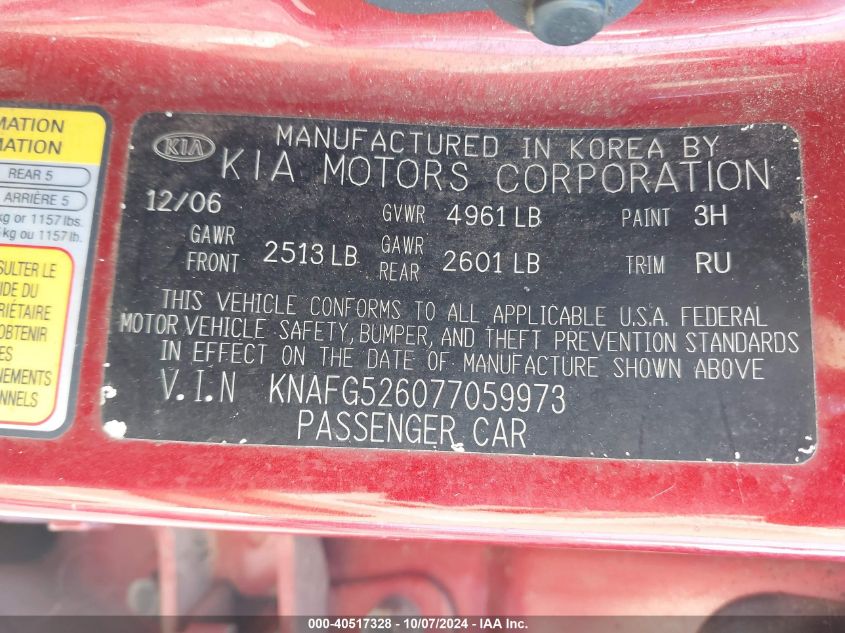 MATION
MATION
REAR 5
ARRIÈRE 5
kg or 1157 lbs.
kg ou 1157 lb.
SULTER LE
IDE DU
RIÉTAIRE
OBTENIR
ES
NEMENTS
NNELS
KIA
MANUFACTURED IN KOREA BY
KIA MOTORS CORPORATION
12/06 GVWR 4961 LB PAINT 3H
GAWR FRONT 2513 LB GAWR REAR 2601 LB TRIM RU
THIS VEHICLE CONFORMS TO ALL APPLICABLE U.S.A. FEDERAL
MOTOR VEHICLE SAFETY, BUMPER, AND THEFT PREVENTION STANDARDS
IN EFFECT ON THE DATE OF MANUFACTURE SHOWN ABOVE
V.I.N KNAFG526077059973
PASSENGER CAR
000-40517328 - 10/07/2024 - IAA Inc.